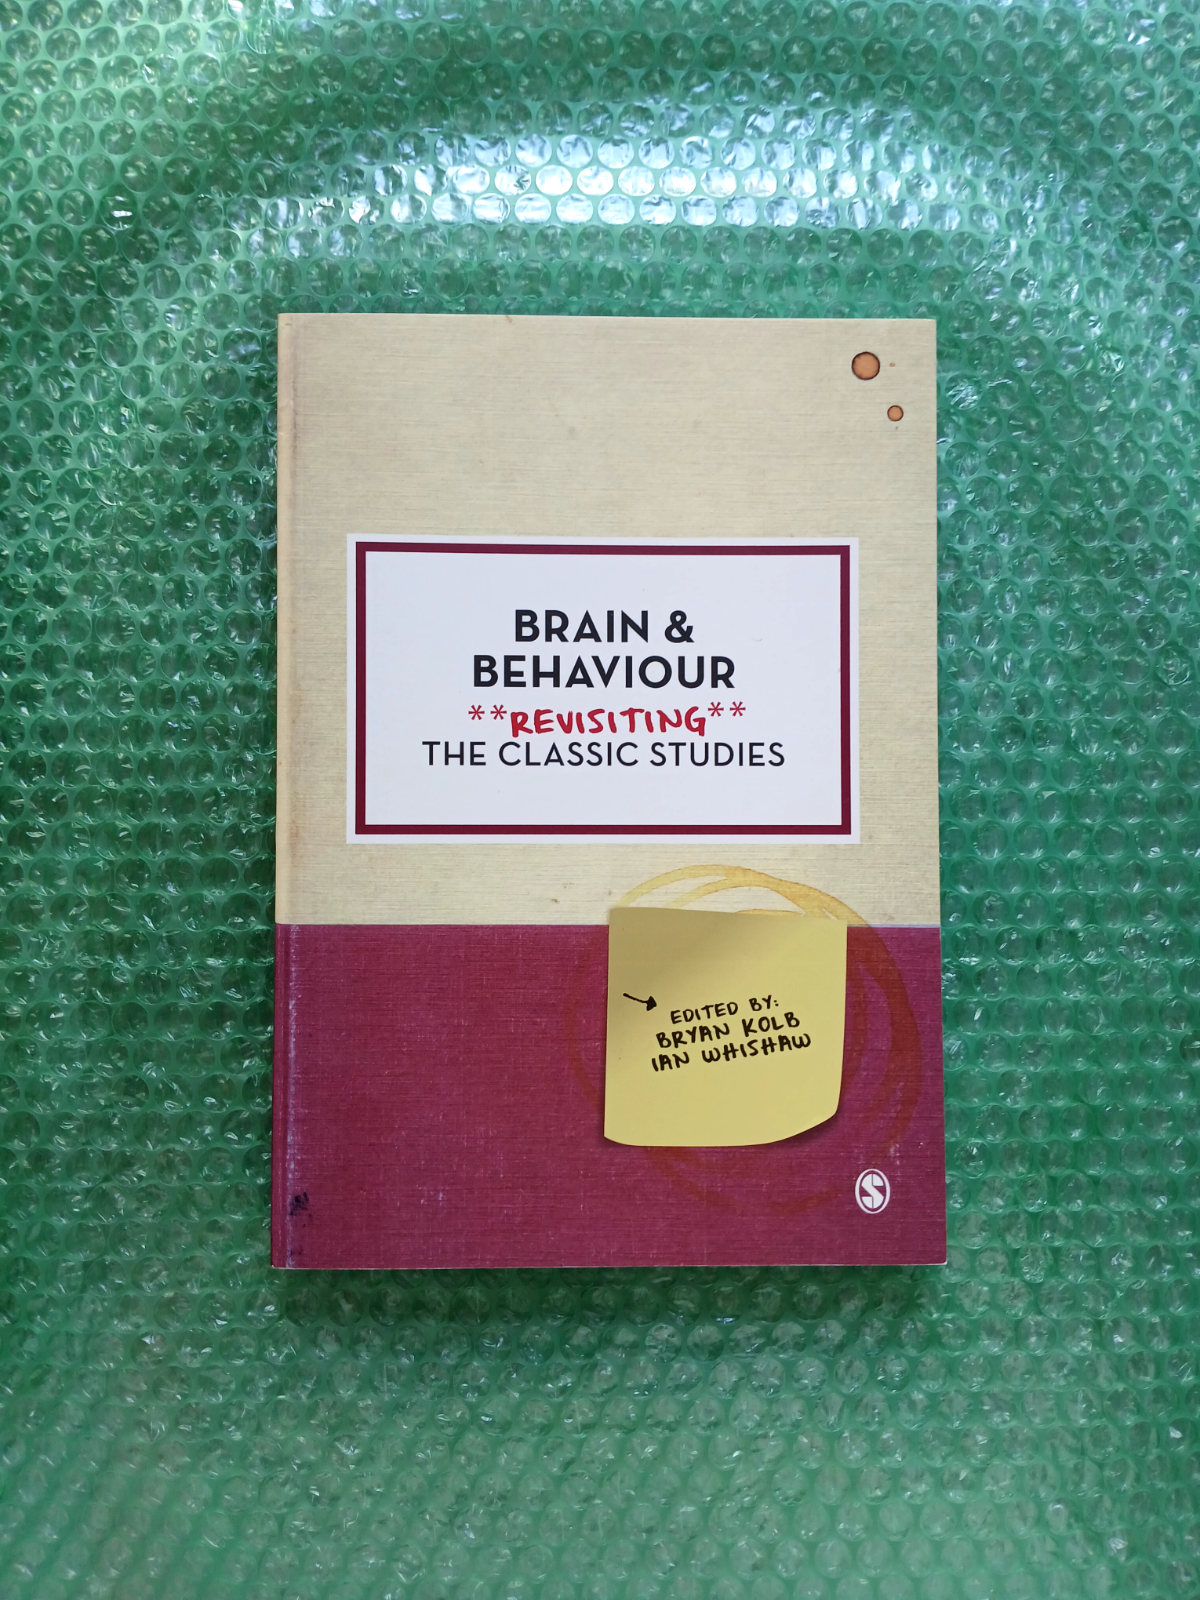 BRAIN &
BEHAVIOUR
**REVISITING**
THE CLASSIC STUDIES
EDITED BY:
BRYAN KOLB
IAN WHISHAW
S